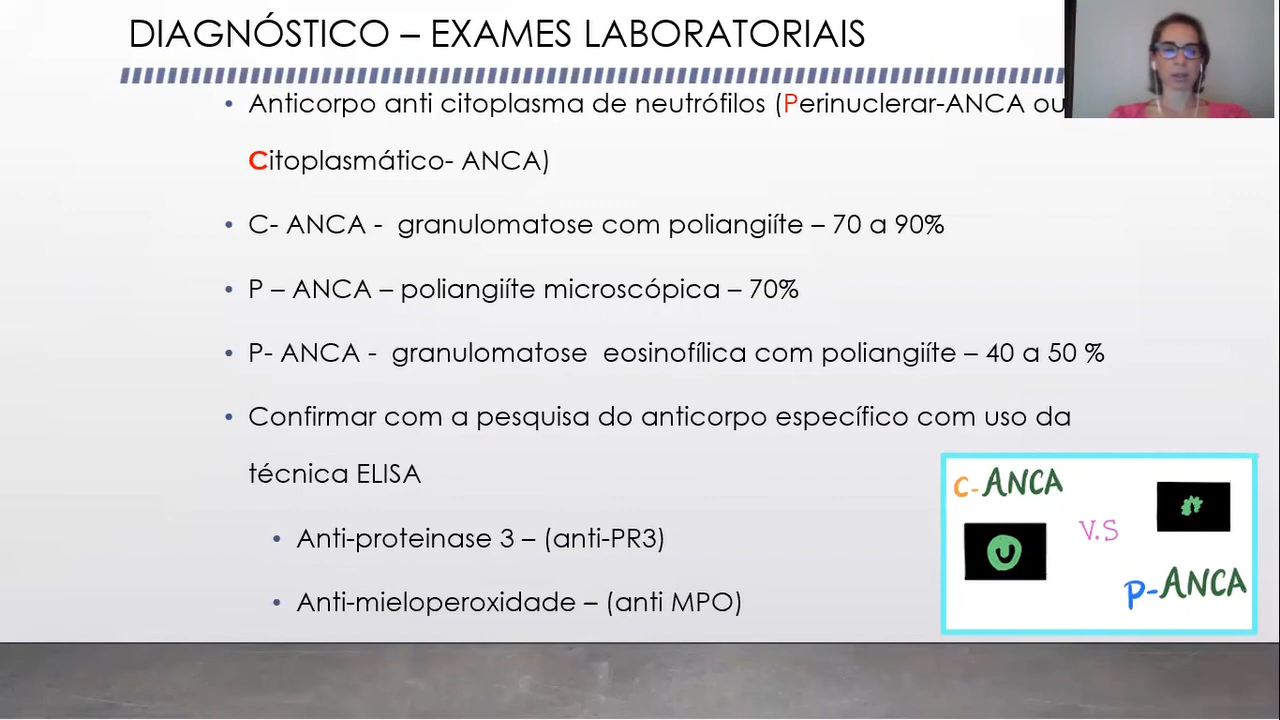 DIAGNÓSTICO – EXAMES LABORATORIAIS
• Anticorpo anti citoplasma de neutrófilos (Perinuclerar-ANCA ou
Citoplasmático- ANCA)
• C- ANCA - granulomatose com poliangiíte – 70 a 90%
• P – ANCA – poliangiíte microscópica – 70%
• P- ANCA - granulomatose eosinofílica com poliangiíte – 40 a 50 %
• Confirmar com a pesquisa do anticorpo específico com uso da
técnica ELISA
• Anti-proteinase 3 – (anti-PR3)
• Anti-mieloperoxidade – (anti MPO)
C-ANCA
V.S
P-ANCA